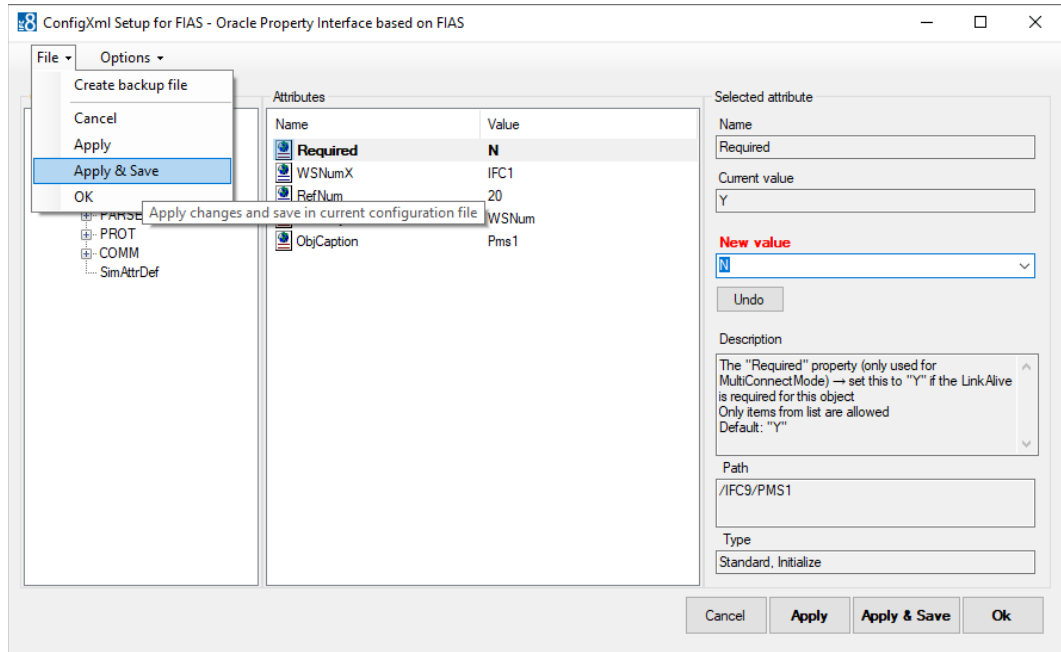 ConfigXml Setup for FIAS - Oracle Property Interface based on FIAS
File Options
Create backup file
Cancel
Apply
Apply & Save
OK
Apply changes and save in current configuration file
PROT
COMM
SimAttrDef
Attributes
Name Value
Required N
WSNumX IFC1
RefNum 20
WSNum
ObjCaption Pms1
Selected attribute
Name
Required
Current value
Y
New value
N
Undo
Description
The "Required" property (only used for
MultiConnectMode) → set this to "Y" if the LinkAlive
is required for this object
Only items from list are allowed
Default: "Y"
Path
/IFC9/PMS1
Type
Standard, Initialize
Cancel Apply Apply & Save Ok